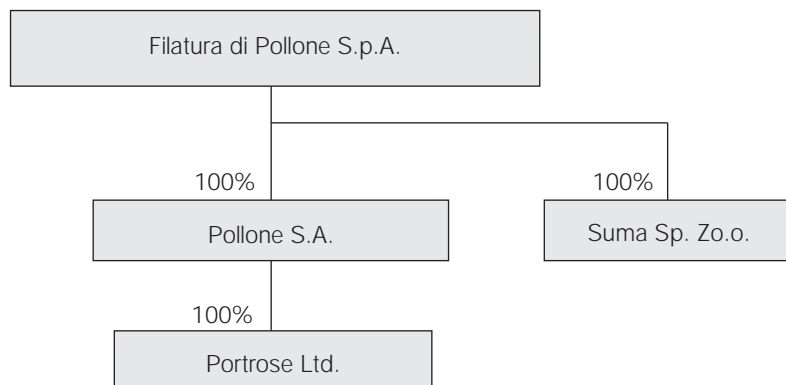 Filatura di Pollone S.p.A.
100%
100%
Pollone S.A.
Suma Sp. Zo.o.
100%
Portrose Ltd.